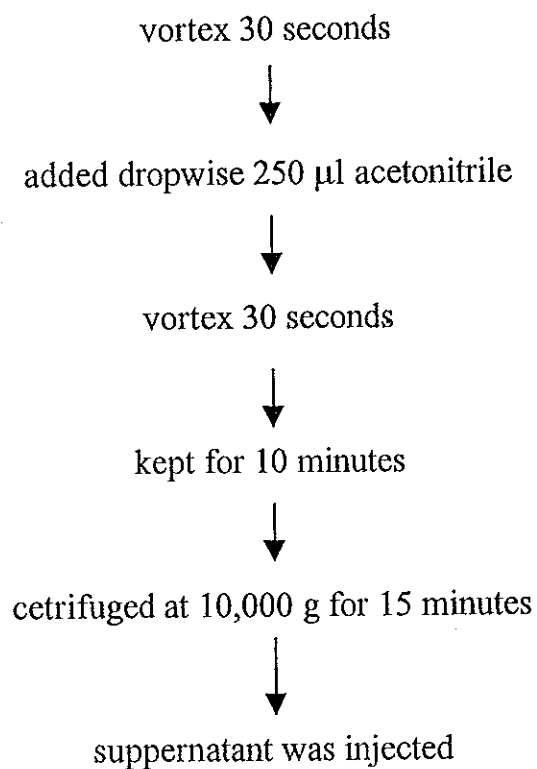 vortex 30 seconds
added dropwise 250 µl acetonitrile
vortex 30 seconds
kept for 10 minutes
cetrifuged at 10,000 g for 15 minutes
suppernatant was injected